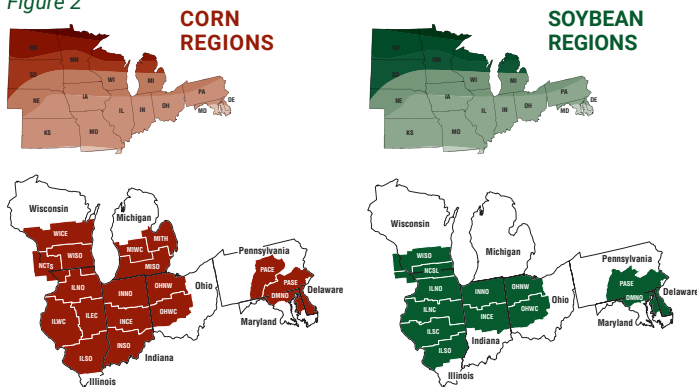 Figure 2
CORN
REGIONS
ND
MN
SD
WI
MI
NE
IA
PA
IL
IN
OH
MD
DE
KS
MO
SOYBEAN
REGIONS
ND
MN
SD
WI
MI
NE
IA
PA
IL
IN
OH
MD
DE
KS
MO
Wisconsin
Michigan
WICE
MITH
MIWC
WISO
NCTS
MISO
Pennsylvania
PACE
PASE
ILNO
INNO
OHNW
Ohio
DMNO
Delaware
ILWC
ILEC
INCE
OHWC
Maryland
ILSO
INSO
Indiana
Illinois
Wisconsin
Michigan
WISO
NCSL
Pennsylvania
PASE
ILNO
INNO
OHNW
Delaware
DMNO
ILNC
INCE
OHWC
Ohio
Maryland
ILSC
Indiana
ILSO
Illinois